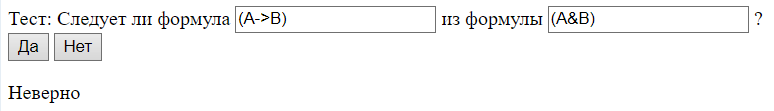 Тест: Следует ли формула (A->B) из формулы (A&B) ?
Да Нет
Неверно